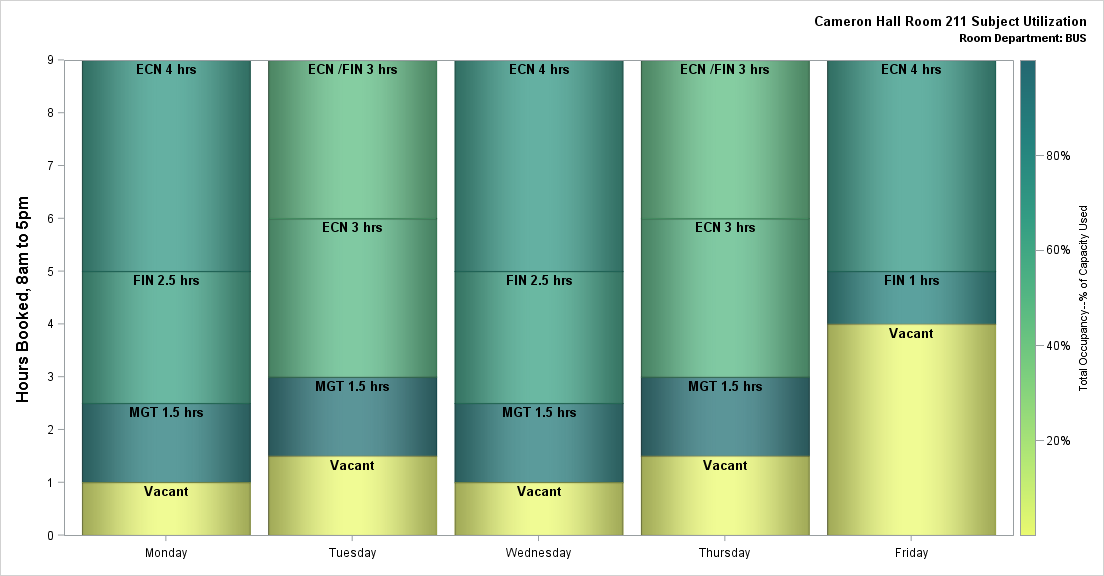 Cameron Hall Room 211 Subject Utilization
Room Department: BUS
Hours Booked, 8am to 5pm
9
8
7
6
5
4
3
2
1
0
ECN 4 hrs
FIN 2.5 hrs
MGT 1.5 hrs
Vacant
Monday
ECN /FIN 3 hrs
ECN 3 hrs
MGT 1.5 hrs
Vacant
Tuesday
ECN 4 hrs
FIN 2.5 hrs
MGT 1.5 hrs
Vacant
Wednesday
ECN /FIN 3 hrs
ECN 3 hrs
MGT 1.5 hrs
Vacant
Thursday
ECN 4 hrs
FIN 1 hrs
Vacant
Friday
80%
60%
40%
20%
Total Occupancy--% of Capacity Used